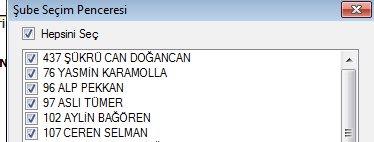 Şube Seçim Penceresi
Hepsini Seç
437 ŞÜKRÜ CAN DOĞANCAN
76 YASMİN KARAMOLLA
96 ALP PEKKAN
97 ASLI TÜMER
102 AYLİN BAĞÖREN
107 CEREN SELMAN